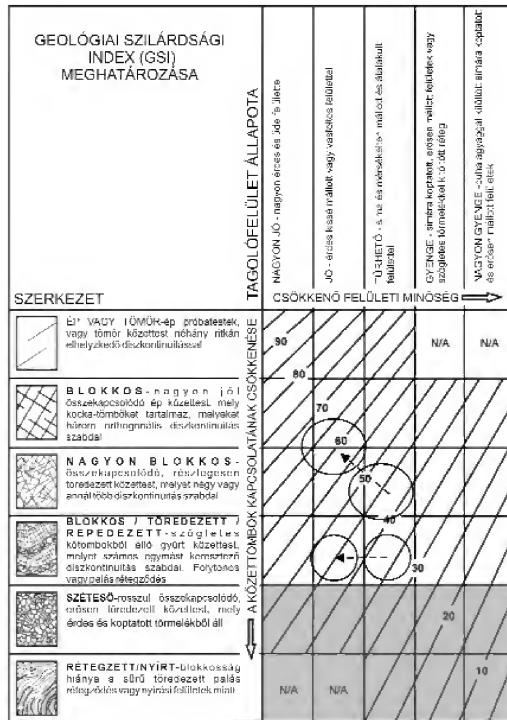 GEOLÓGIAI SZILÁRDSÁGI
INDEX (GSI)
MEGHATÁROZÁSA
SZERKEZET
TAGOLÓFELÜLET ÁLLAPOTA
NAGYON JÓ - nagyon érdes és üde felülette
JÓ - érdes kissé mállott vagy vasfoltos felülettel
TŰRHETŐ - sima és mérsékelten mállott és átalakult
felülettel
GYENGE - simára koptatott, erősen mállott felületek vagy
szögletes törmelékkel kitöltött réteg
NAGYON GYENGE - puha agyaggal kitöltött simára koptatott
és erősen mállott felületek
CSÖKKENŐ FELÜLETI MINŐSÉG
A KŐZETTÖMBÖK KAPCSOLATÁNAK CSÖKKENÉSE
ÉP VAGY TÖMÖR-ép próbatestek,
vagy tömör kőzettest néhány ritkán
elhelyezkedő diszkontinuitással
BLOKKOS-nagyon jól
összekapcsolódó ép kőzettest, mely
kocka-tömböket tartalmaz, melyeket
három orthogonális diszkontinuitás
szabdal
NAGYON BLOKKOS-
összekapcsolódó, részlegesen
töredezett kőzettest, melyet négy vagy
annál több diszkontinuitás szabdal
BLOKKOS / TÖREDEZETT /
REPEDEZETT-szögletes
kőtömbökből álló gyűrt kőzettest,
melyet számos egymást keresztező
diszkontinuitás szabdal. Folytonos
vagy palás rétegződés
SZÉTESŐ-rosszul összekapcsolódó,
erősen töredezett kőzettest, mely
érdes és koptatott törmelékből áll
RÉTEGZETT/NYÍRT-blokkosság
hiánya a sűrű töredezett palás
rétegződés vagy nyírási felületek miatt
90
80
70
60
50
40
30
20
10
N/A
N/A
N/A
N/A